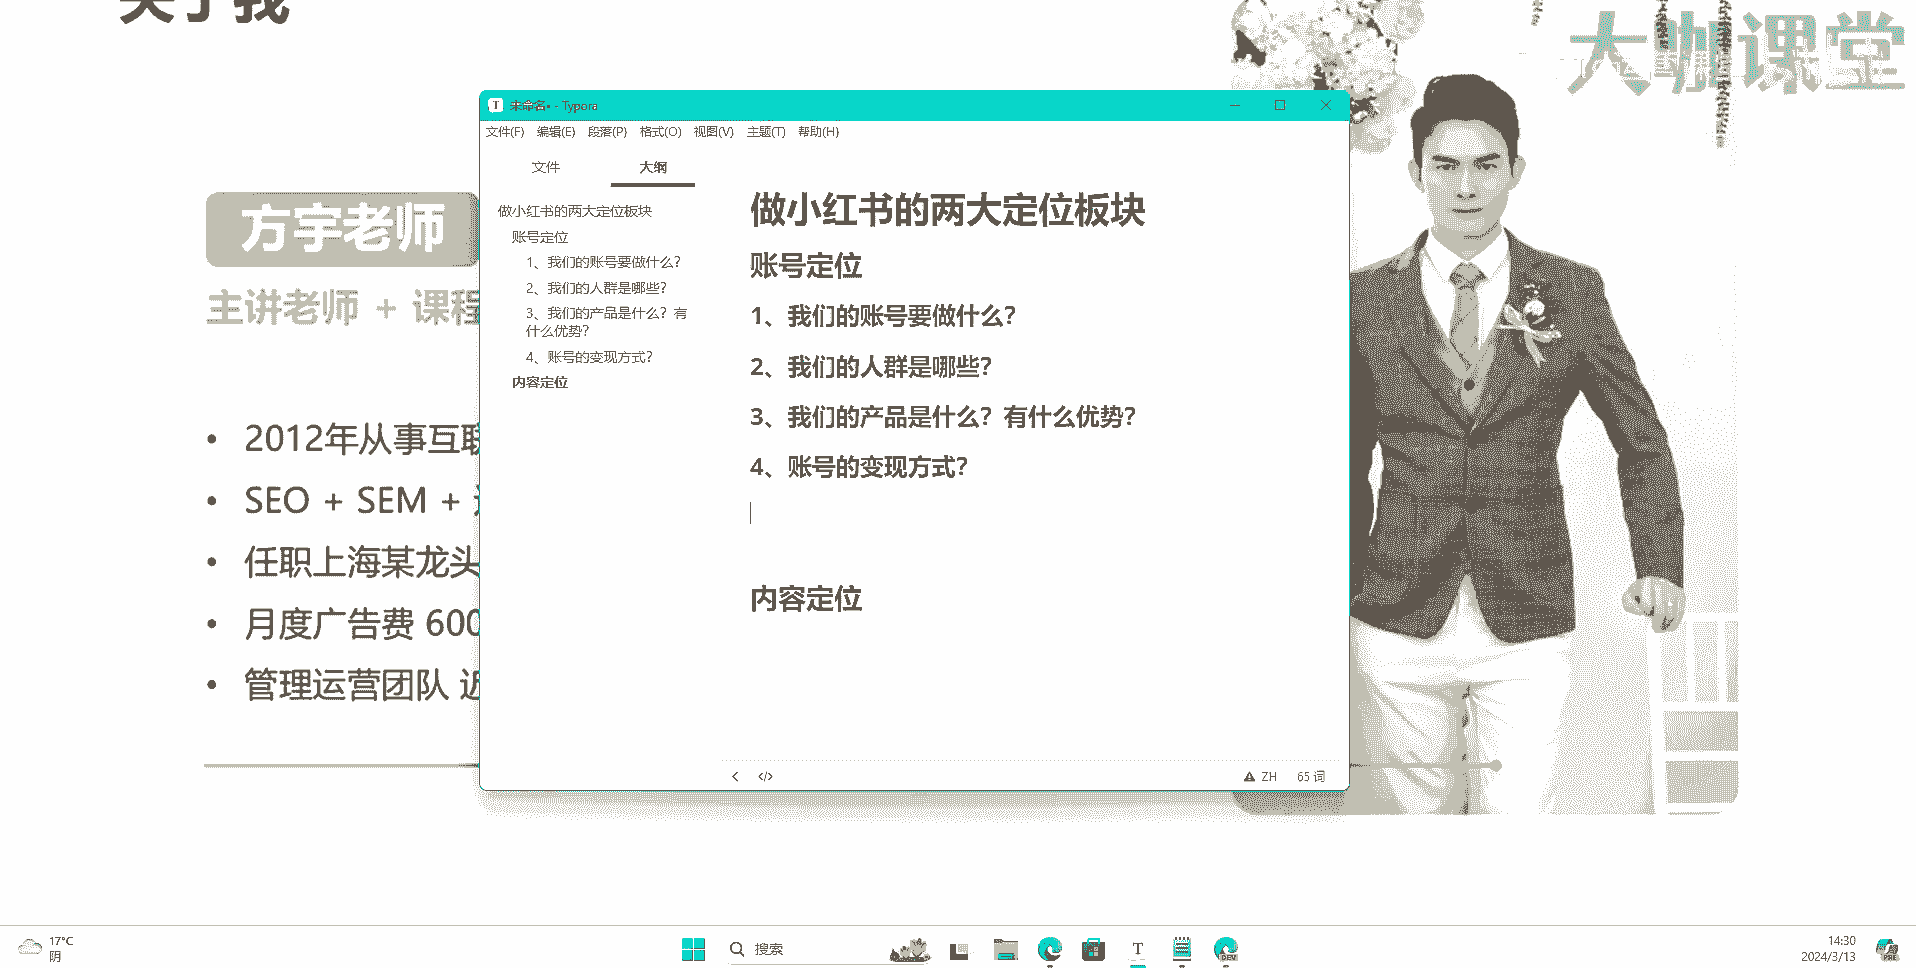 关于我
大咖课堂
方宇老师
主讲老师 + 课程
• 2012年从事互联
• SEO + SEM +
• 任职上海某龙头
• 月度广告费 600
• 管理运营团队 近
未命名• - Typora
文件(F) 编辑(E) 段落(P) 格式(O) 视图(V) 主题(T) 帮助(H)
文件 大纲
做小红书的两大定位板块
账号定位
1、我们的账号要做什么？
2、我们的人群是哪些？
3、我们的产品是什么？有
什么优势？
4、账号的变现方式？
内容定位
做小红书的两大定位板块
账号定位
1、我们的账号要做什么？
2、我们的人群是哪些？
3、我们的产品是什么？有什么优势？
4、账号的变现方式？
内容定位
</> ZH 65 词
17°C
阴
搜索
T
DEV
14:30
2024/3/13
PRE